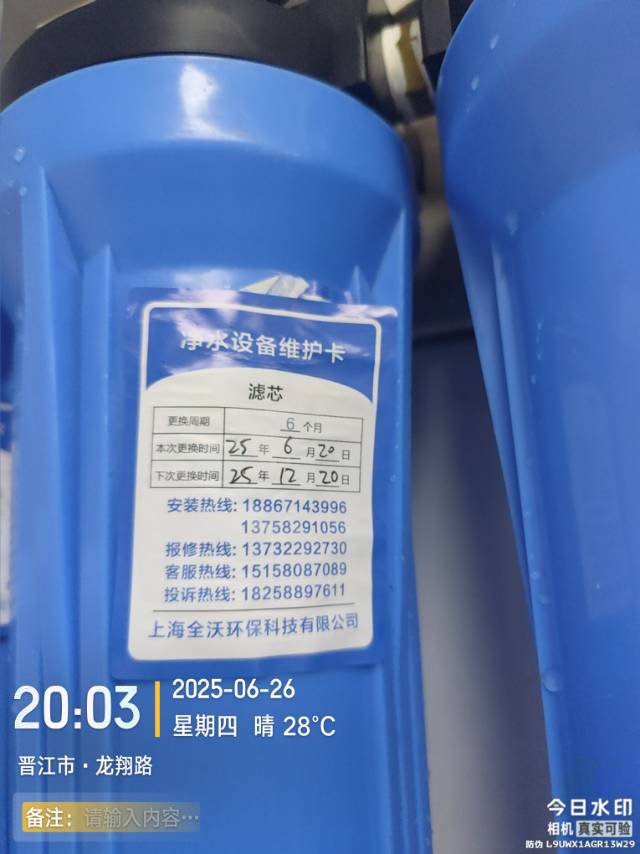 净水设备维护卡
滤芯
更换周期 6 个月
本次更换时间 25 年 6 月 20 日
下次更换时间 25 年 12 月 20 日
安装热线: 18867143996
13758291056
报修热线: 13732292730
客服热线: 15158087089
投诉热线: 18258897611
上海全沃环保科技有限公司
20:03
2025-06-26
星期四 晴 28°C
晋江市·龙翔路
备注: 请输入内容…
今日水印
相机 真实可验
防伪 L9UWX1AGR13W29